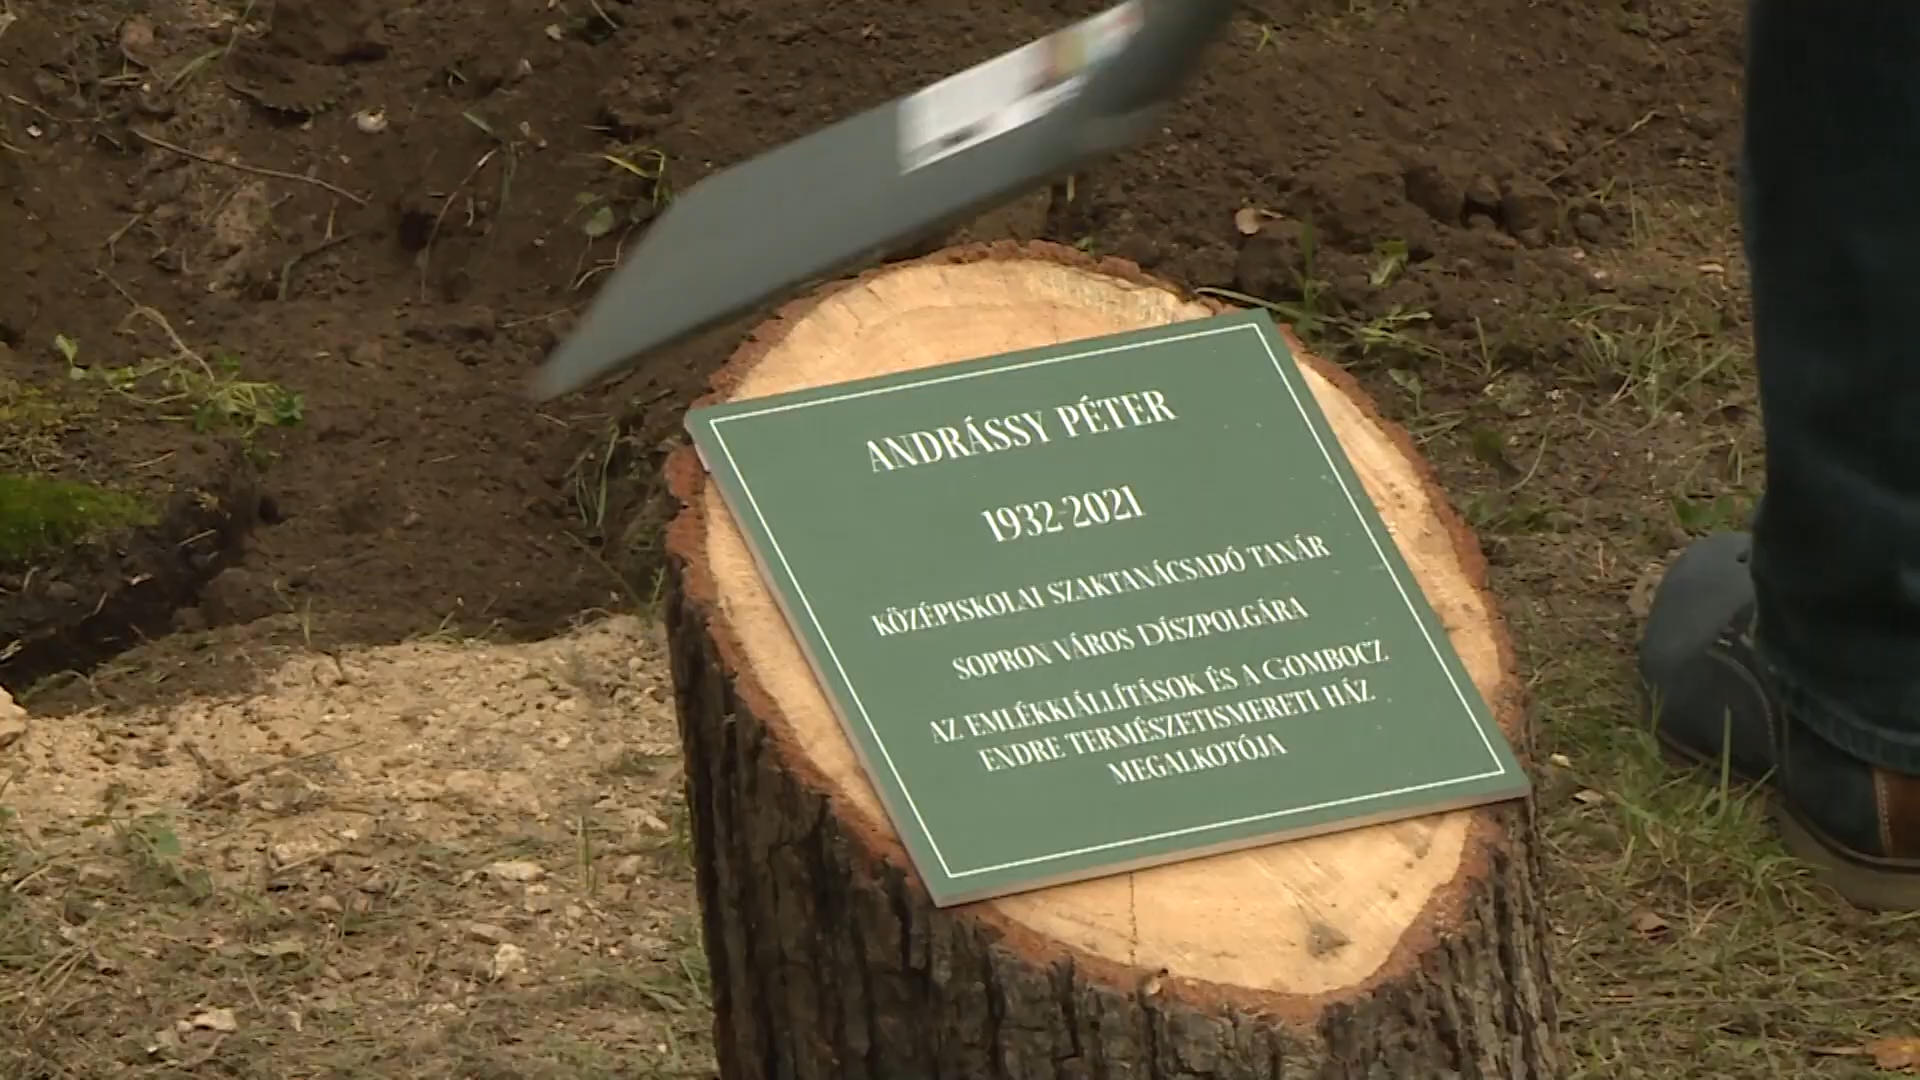 ANDRÁSSY PÉTER
1932-2021
KÖZÉPISKOLAI SZAKTANÁCSADÓ TANÁR
SOPRON VÁROS DÍSZPOLGÁRA
AZ EMLÉKKIÁLLÍTÁSOK ÉS A GOMBOCZ
ENDRE TERMÉSZETISMERETI HÁZ
MEGALKOTÓJA